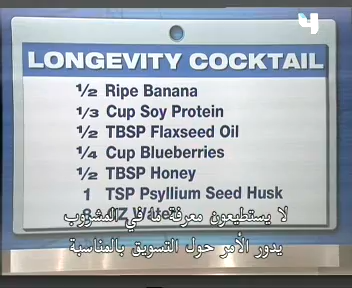 4
LONGEVITY COCKTAIL
½ Ripe Banana
⅓ Cup Soy Protein
½ TBSP Flaxseed Oil
¼ Cup Blueberries
½ TBSP Honey
1 TSP Psyllium Seed Husk
لا يستطيعون معرفة ما في المشروب
يدور الأمر حول التسويق بالمناسبة